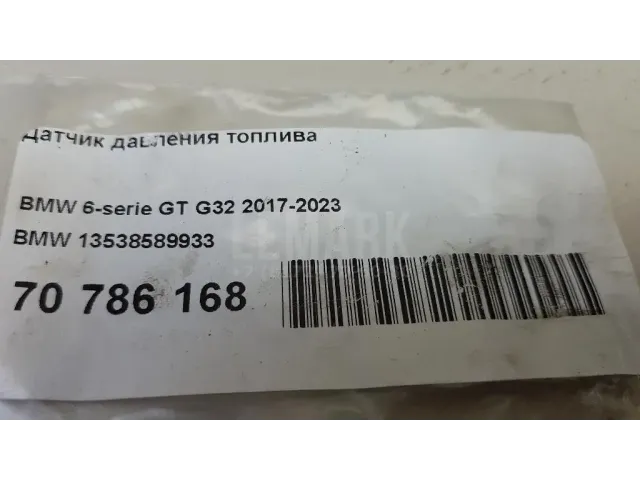 Датчик давления топлива
BMW 6-serie GT G32 2017-2023
BMW 13538589933
70 786 168